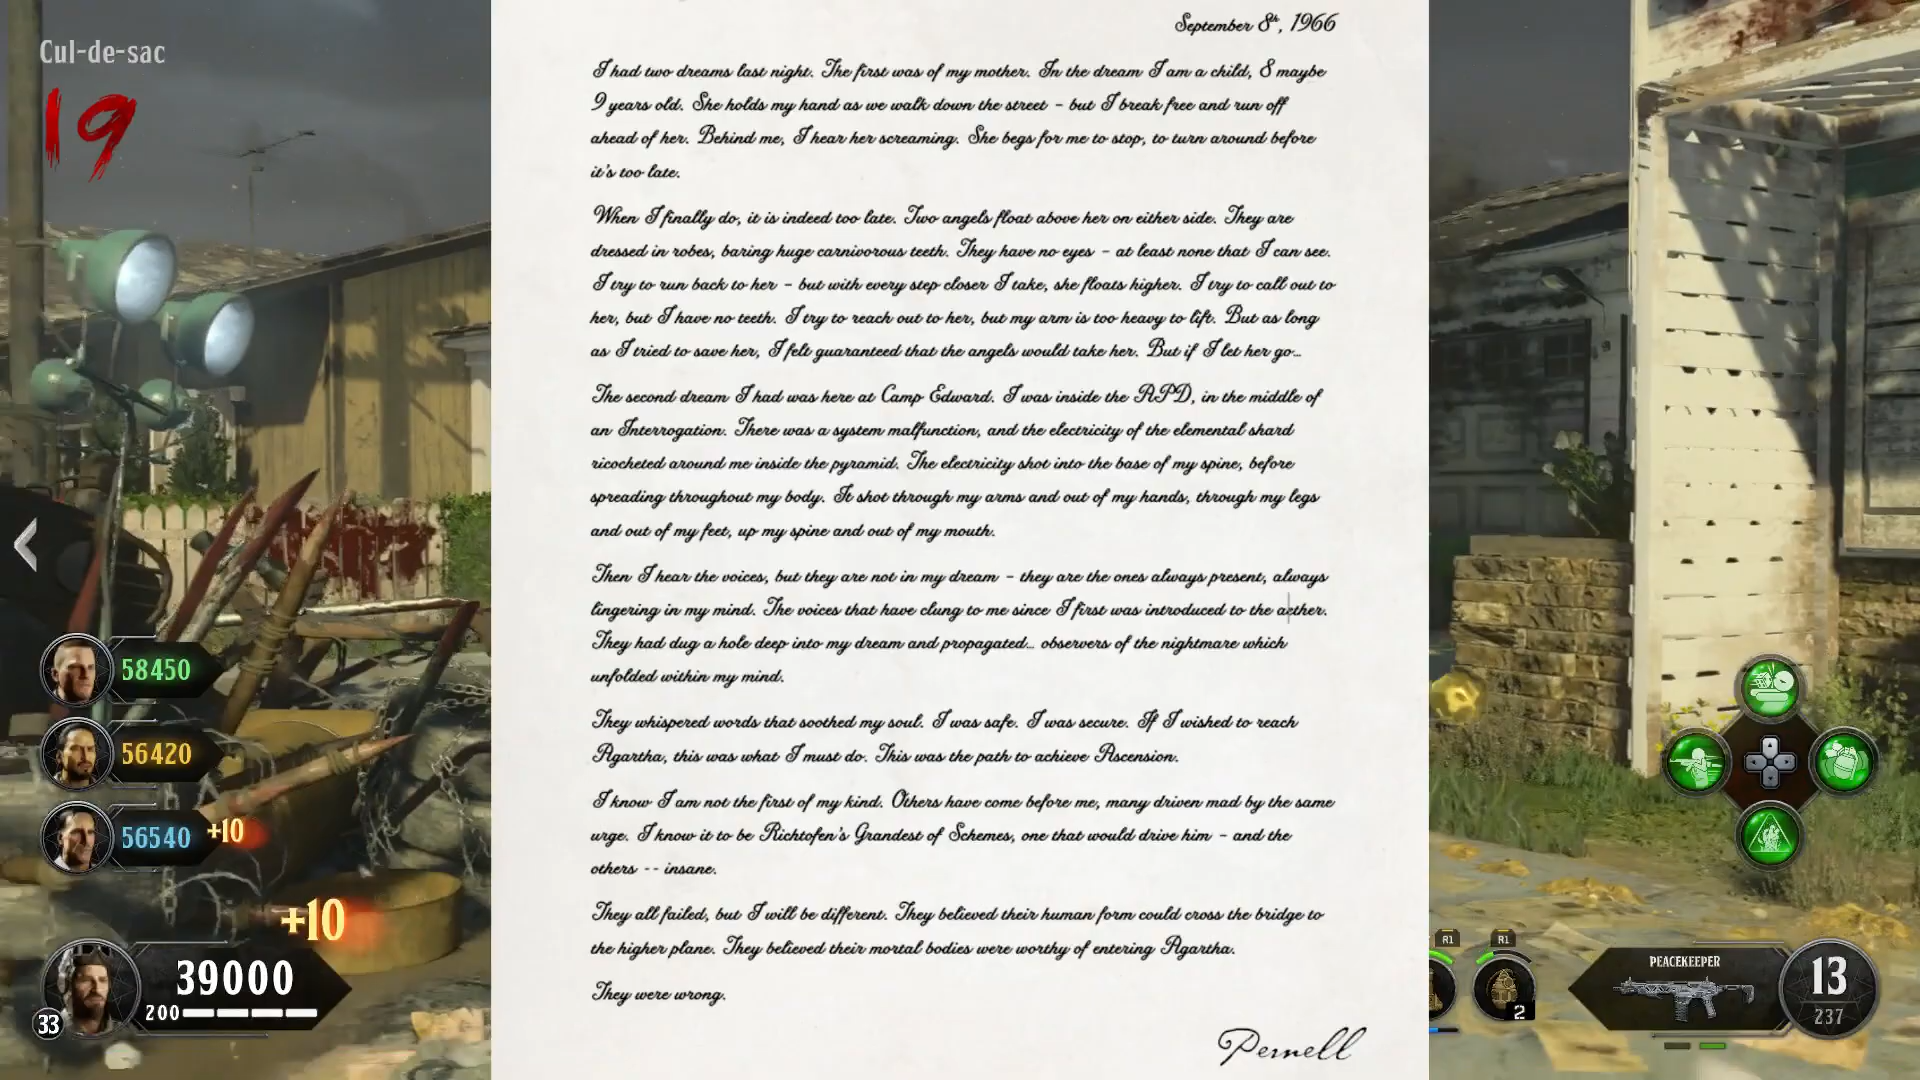 Cul-de-sac
19
September 8th, 1966
I had two dreams last night. The first was of my mother. In the dream I am a child, 8 maybe
9 years old. She holds my hand as we walk down the street - but I break free and run off
ahead of her. Behind me, I hear her screaming. She begs for me to stop, to turn around before
it's too late.
When I finally do, it is indeed too late. Two angels float above her on either side. They are
dressed in robes, baring huge carnivorous teeth. They have no eyes - at least none that I can see.
I try to run back to her - but with every step closer I take, she floats higher. I try to call out to
her, but I have no teeth. I try to reach out to her, but my arm is too heavy to lift. But as long
as I tried to save her, I felt guaranteed that the angels would take her. But if I let her go...
The second dream I had was here at Camp Edward. I was inside the RPD, in the middle of
an Interrogation. There was a system malfunction, and the electricity of the elemental shard
ricocheted around me inside the pyramid. The electricity shot into the base of my spine, before
spreading throughout my body. It shot through my arms and out of my hands, through my legs
and out of my feet, up my spine and out of my mouth.
Then I hear the voices, but they are not in my dream - they are the ones always present, always
lingering in my mind. The voices that have clung to me since I first was introduced to the aether.
They had dug a hole deep into my dream and propagated... observers of the nightmare which
unfolded within my mind.
They whispered words that soothed my soul. I was safe. I was secure. If I wished to reach
Agartha, this was what I must do. This was the path to achieve Ascension.
I know I am not the first of my kind. Others have come before me, many driven mad by the same
urge. I know it to be Richtofen's Grandest of Schemes, one that would drive him - and the
others -- insane.
They all failed, but I will be different. They believed their human form could cross the bridge to
the higher plane. They believed their mortal bodies were worthy of entering Agartha.
They were wrong.
Pernell
58450
56420
56540 +10
+10
39000
200
33
R1 R1
2
PEACEKEEPER
13
237